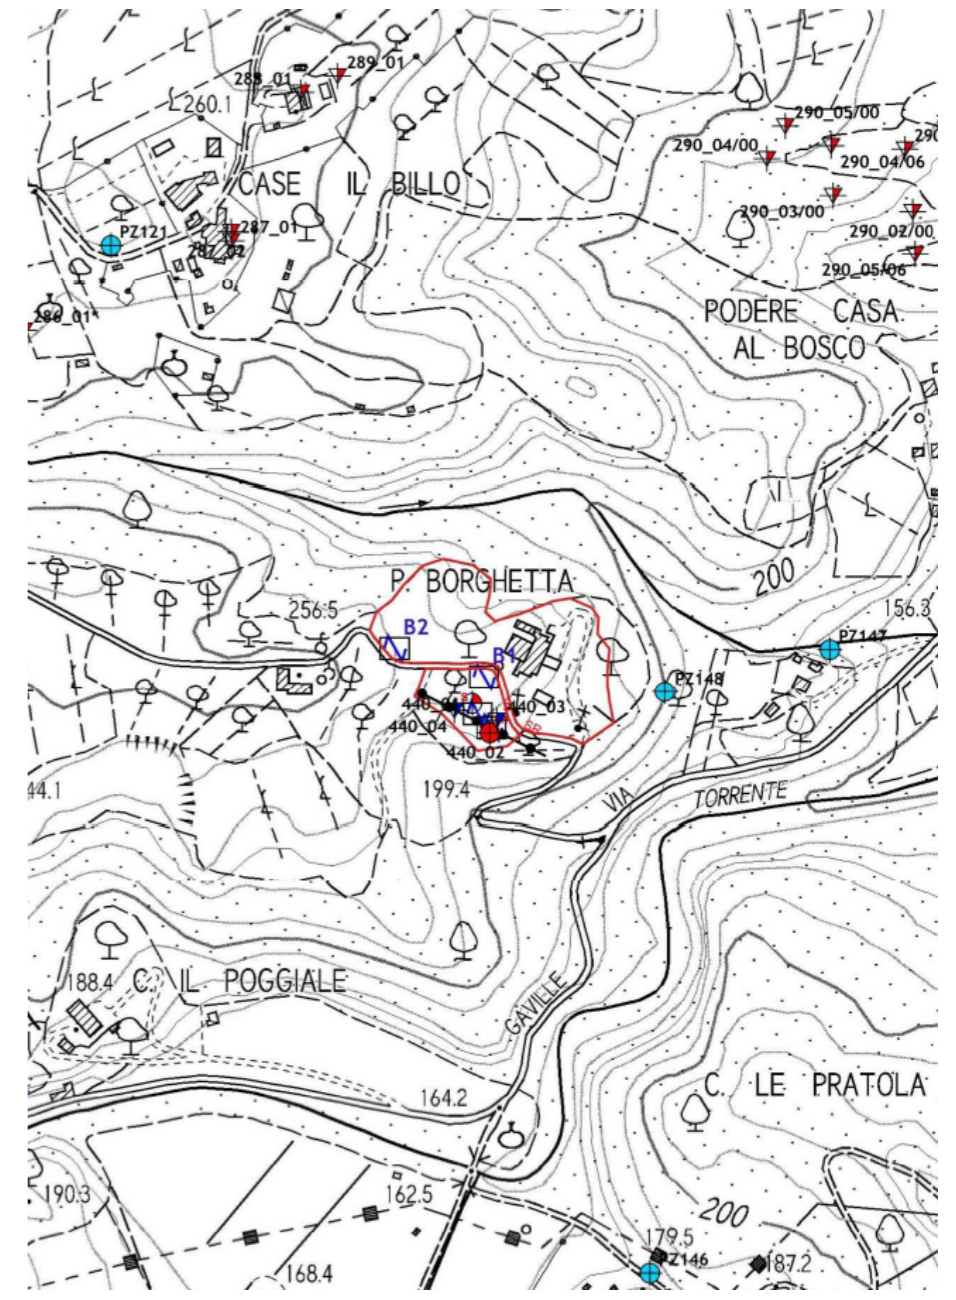 289_01
288_01
260.1
290_05/00
290_04/00
290
290_04/06
CASE IL BILLO
290_03/00
PZ121
287_01
287_02
290_02/00
290_05/06
286_01*
PODERE CASA
AL BOSCO
200
P. BORGHETTA
256.5
156.3
B2
PZ147
B1
PZ148
440_03
440_04
440_02
44.1
199.4
VIA
TORRENTE
188.4
C. IL POGGIALE
GAVILLE
164.2
C. LE PRATOLA
190.3
162.5
200
179.5
PZ146
187.2
168.4